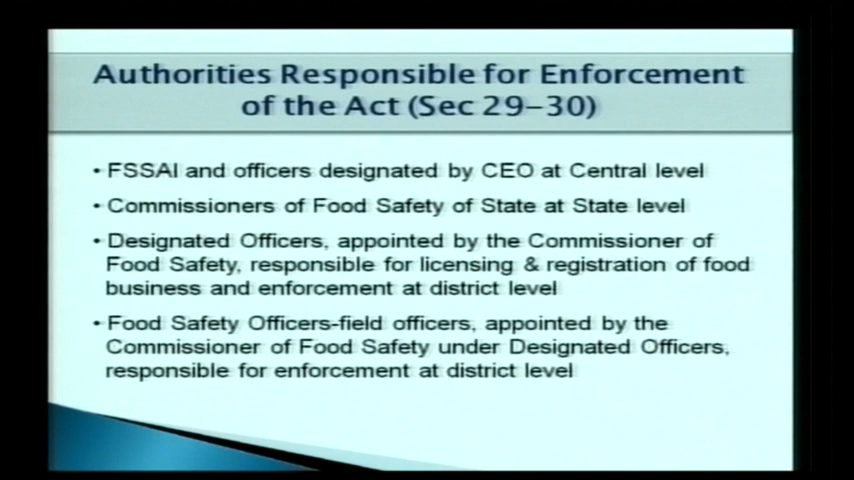 Authorities Responsible for Enforcement
of the Act (Sec 29–30)
• FSSAI and officers designated by CEO at Central level
• Commissioners of Food Safety of State at State level
• Designated Officers, appointed by the Commissioner of
Food Safety, responsible for licensing & registration of food
business and enforcement at district level
• Food Safety Officers-field officers, appointed by the
Commissioner of Food Safety under Designated Officers,
responsible for enforcement at district level